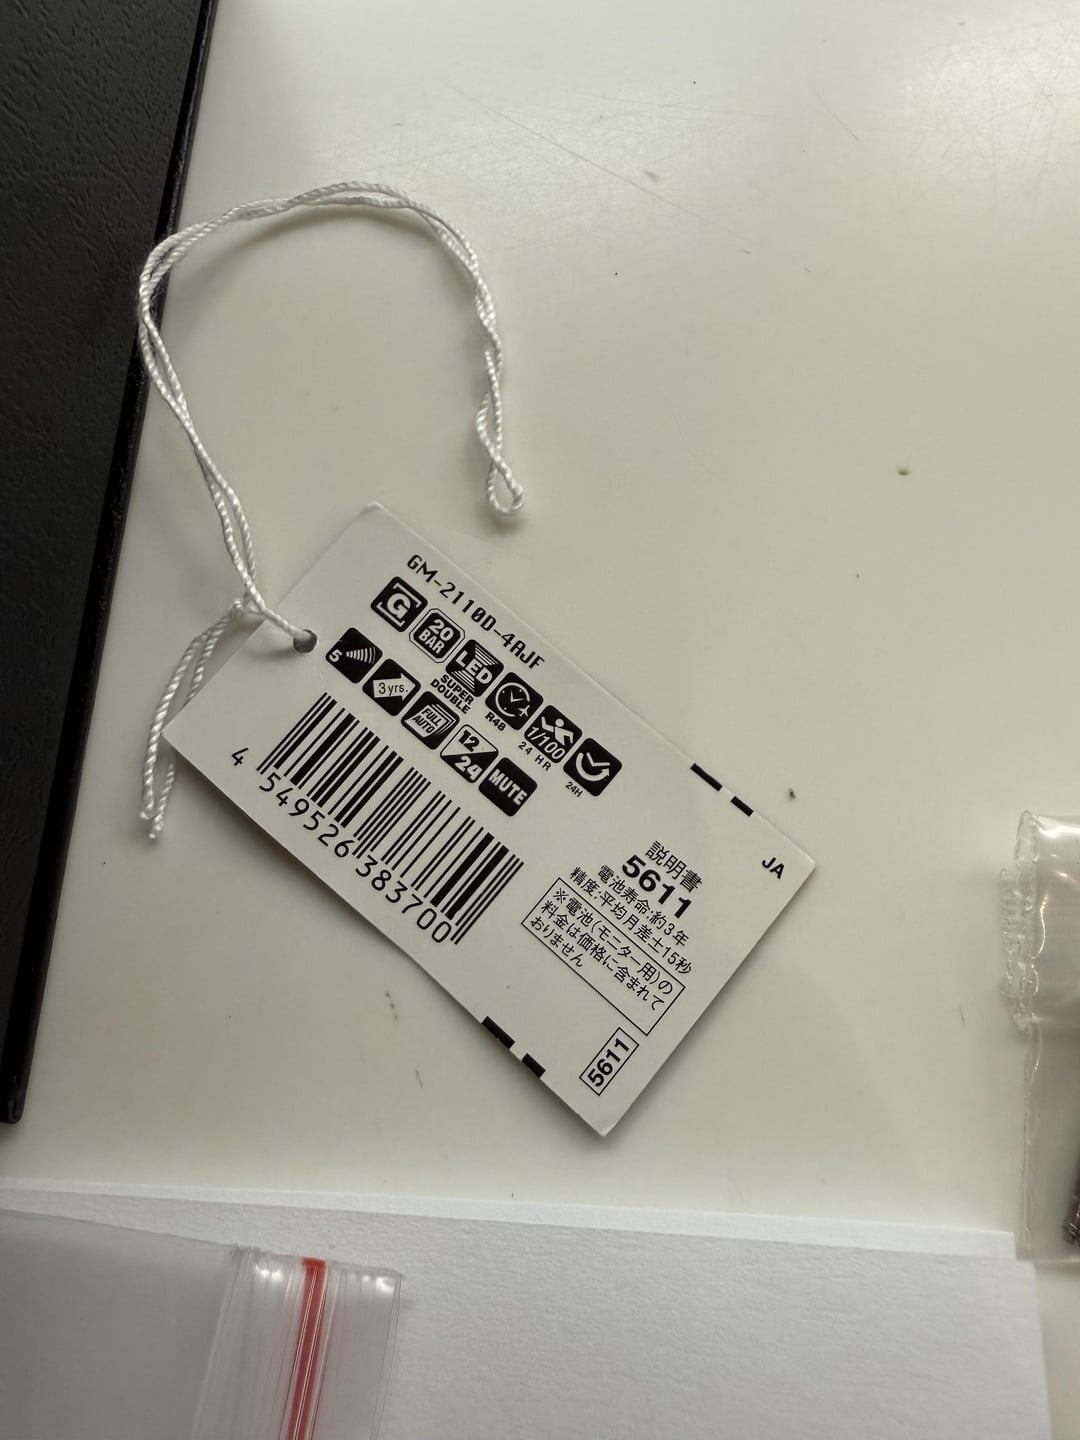 GM-2110D-4AJF
G
20
BAR
LED
SUPER
DOUBLE
R48
24 HR
1/100
24H
5
3 yrs.
FULL
AUTO
12/24
MUTE
4 549526 383700
JA
説明書
5611
電池寿命:約3年
精度:平均月差±15秒
※電池(モニター用)の
料金は価格に含まれて
おりません
5611